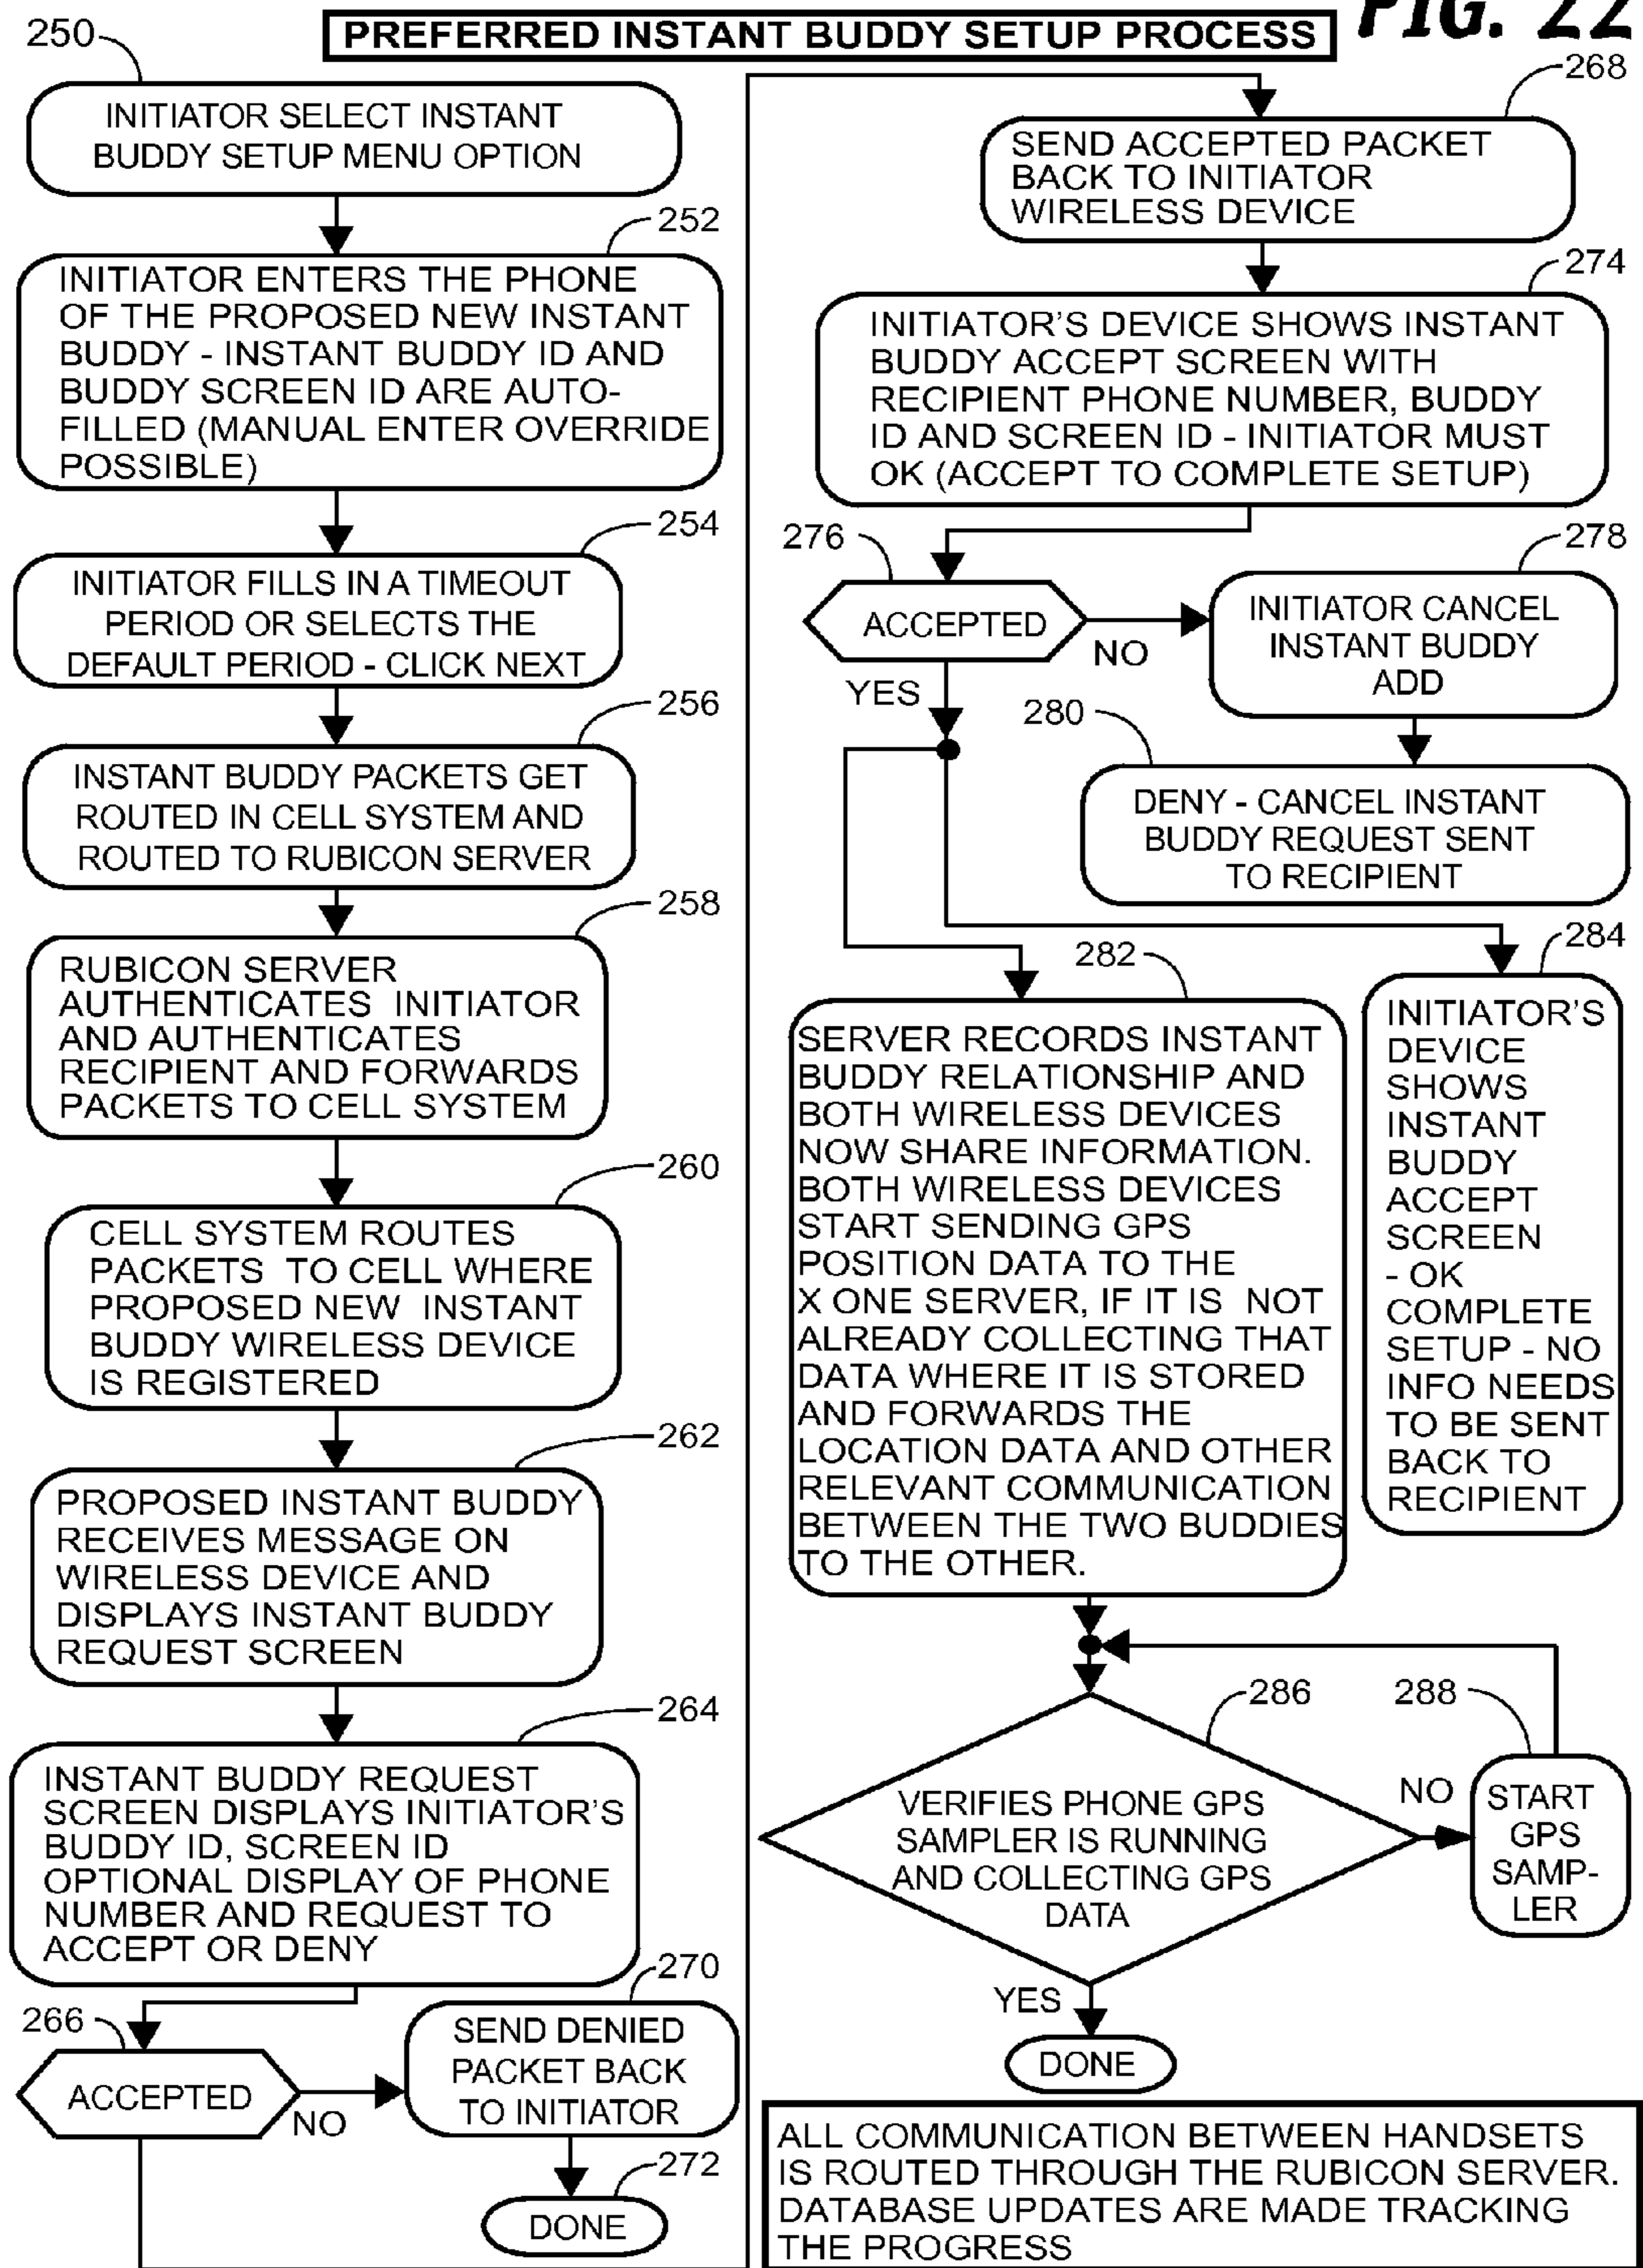 PREFERRED INSTANT BUDDY SETUP PROCESS
FIG. 22
250
INITIATOR SELECT INSTANT
BUDDY SETUP MENU OPTION
252
INITIATOR ENTERS THE PHONE
OF THE PROPOSED NEW INSTANT
BUDDY - INSTANT BUDDY ID AND
BUDDY SCREEN ID ARE AUTO-
FILLED (MANUAL ENTER OVERRIDE
POSSIBLE)
254
INITIATOR FILLS IN A TIMEOUT
PERIOD OR SELECTS THE
DEFAULT PERIOD - CLICK NEXT
256
INSTANT BUDDY PACKETS GET
ROUTED IN CELL SYSTEM AND
ROUTED TO RUBICON SERVER
258
RUBICON SERVER
AUTHENTICATES INITIATOR
AND AUTHENTICATES
RECIPIENT AND FORWARDS
PACKETS TO CELL SYSTEM
260
CELL SYSTEM ROUTES
PACKETS TO CELL WHERE
PROPOSED NEW INSTANT
BUDDY WIRELESS DEVICE
IS REGISTERED
262
PROPOSED INSTANT BUDDY
RECEIVES MESSAGE ON
WIRELESS DEVICE AND
DISPLAYS INSTANT BUDDY
REQUEST SCREEN
264
INSTANT BUDDY REQUEST
SCREEN DISPLAYS INITIATOR'S
BUDDY ID, SCREEN ID
OPTIONAL DISPLAY OF PHONE
NUMBER AND REQUEST TO
ACCEPT OR DENY
266
ACCEPTED
NO
270
SEND DENIED
PACKET BACK
TO INITIATOR
272
DONE
268
SEND ACCEPTED PACKET
BACK TO INITIATOR
WIRELESS DEVICE
274
INITIATOR'S DEVICE SHOWS INSTANT
BUDDY ACCEPT SCREEN WITH
RECIPIENT PHONE NUMBER, BUDDY
ID AND SCREEN ID - INITIATOR MUST
OK (ACCEPT TO COMPLETE SETUP)
276
ACCEPTED
NO
YES
278
INITIATOR CANCEL
INSTANT BUDDY
ADD
280
DENY - CANCEL INSTANT
BUDDY REQUEST SENT
TO RECIPIENT
282
SERVER RECORDS INSTANT
BUDDY RELATIONSHIP AND
BOTH WIRELESS DEVICES
NOW SHARE INFORMATION.
BOTH WIRELESS DEVICES
START SENDING GPS
POSITION DATA TO THE
X ONE SERVER, IF IT IS NOT
ALREADY COLLECTING THAT
DATA WHERE IT IS STORED
AND FORWARDS THE
LOCATION DATA AND OTHER
RELEVANT COMMUNICATION
BETWEEN THE TWO BUDDIES
TO THE OTHER.
284
INITIATOR'S
DEVICE
SHOWS
INSTANT
BUDDY
ACCEPT
SCREEN
- OK
COMPLETE
SETUP - NO
INFO NEEDS
TO BE SENT
BACK TO
RECIPIENT
286
VERIFIES PHONE GPS
SAMPLER IS RUNNING
AND COLLECTING GPS
DATA
NO
288
START
GPS
SAMP-
LER
YES
DONE
ALL COMMUNICATION BETWEEN HANDSETS
IS ROUTED THROUGH THE RUBICON SERVER.
DATABASE UPDATES ARE MADE TRACKING
THE PROGRESS